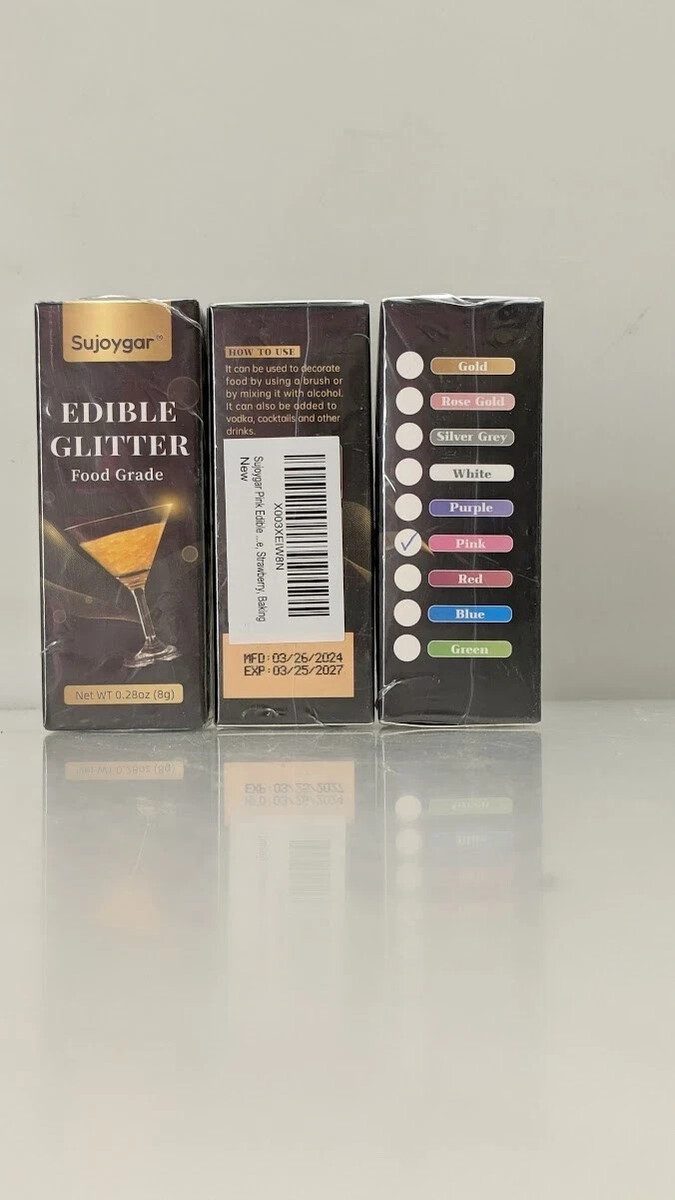 Sujoygar™
EDIBLE
GLITTER
Food Grade
Net WT 0.28oz (8g)
HOW TO USE
It can be used to decorate
food by using a brush or
by mixing it with alcohol.
It can also be added to
vodka, cocktails and other
drinks.
X003XEIW8N
Sujoygar Pink Edible ...e, Strawberry, Baking
New
MFD:03/26/2024
EXP:03/25/2027
Gold
Rose Gold
Silver Grey
White
Purple
Pink
Red
Blue
Green